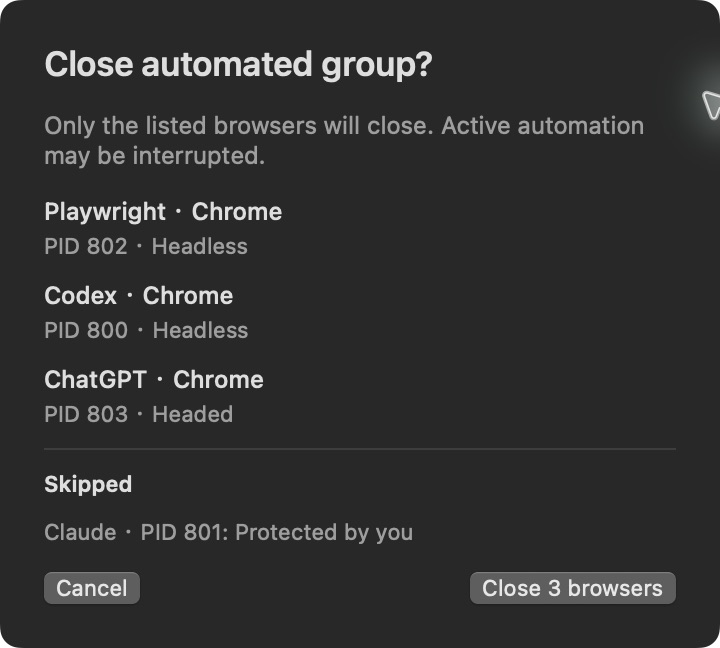 Close automated group?
Only the listed browsers will close. Active automation
may be interrupted.
Playwright · Chrome
PID 802 · Headless
Codex · Chrome
PID 800 · Headless
ChatGPT · Chrome
PID 803 · Headed
Skipped
Claude · PID 801: Protected by you
Cancel
Close 3 browsers